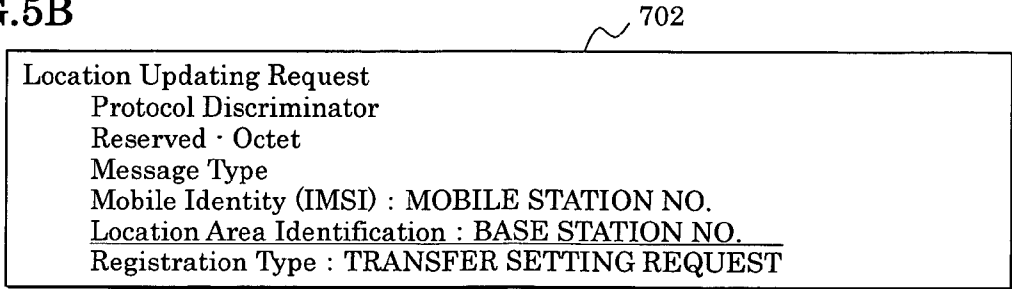 G.5B
702
Location Updating Request
Protocol Discriminator
Reserved · Octet
Message Type
Mobile Identity (IMSI) : MOBILE STATION NO.
Location Area Identification : BASE STATION NO.
Registration Type : TRANSFER SETTING REQUEST